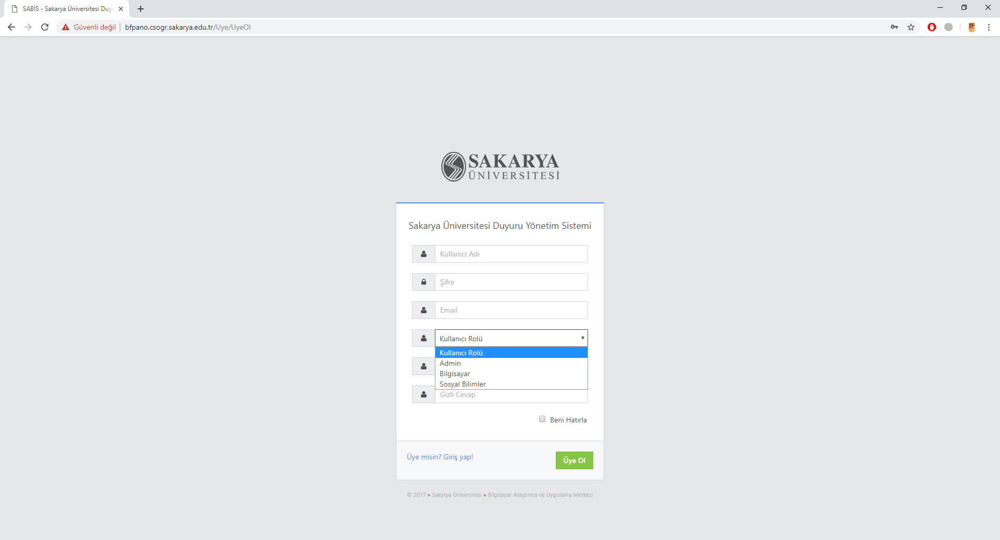 SABİS - Sakarya Üniversitesi Duyu
Güvenli değil
bfpano.csogr.sakarya.edu.tr/Uye/UyeOl
SAKARYA
ÜNİVERSİTESİ
Sakarya Üniversitesi Duyuru Yönetim Sistemi
Kullanıcı Adı
Şifre
Email
Kullanıcı Rolü
Kullanıcı Rolü
Admin
Bilgisayar
Sosyal Bilimler
Gizli Cevap
Beni Hatırla
Üye misin? Giriş yap!
Üye Ol
© 2017 » Sakarya Üniversitesi » Bilgisayar Araştırma ve Uygulama Merkezi